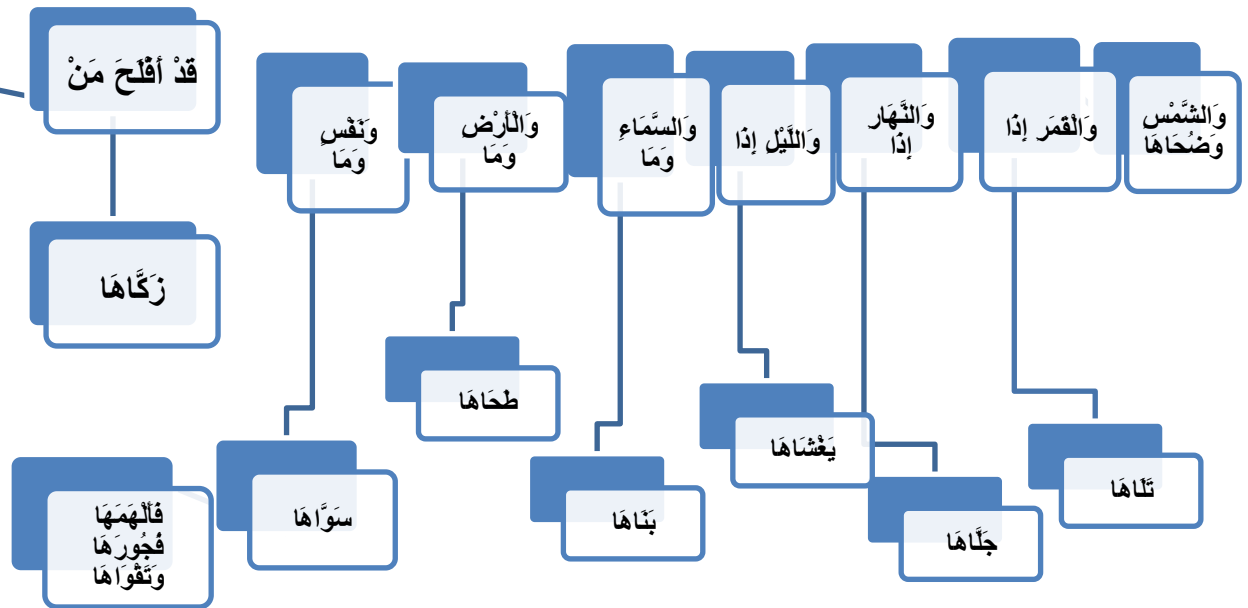 وَالشَّمْسِ
وَضُحَاهَا
وَالْقَمَرِ إِذَا
تَلَاهَا
وَالنَّهَارِ
إِذَا
جَلَّاهَا
وَاللَّيْلِ إِذَا
يَغْشَاهَا
وَالسَّمَاءِ
وَمَا
بَنَاهَا
وَالْأَرْضِ
وَمَا
طَحَاهَا
وَنَفْسٍ
وَمَا
سَوَّاهَا
فَأَلْهَمَهَا
فُجُورَهَا
وَتَقْوَاهَا
قَدْ أَفْلَحَ مَنْ
زَكَّاهَا